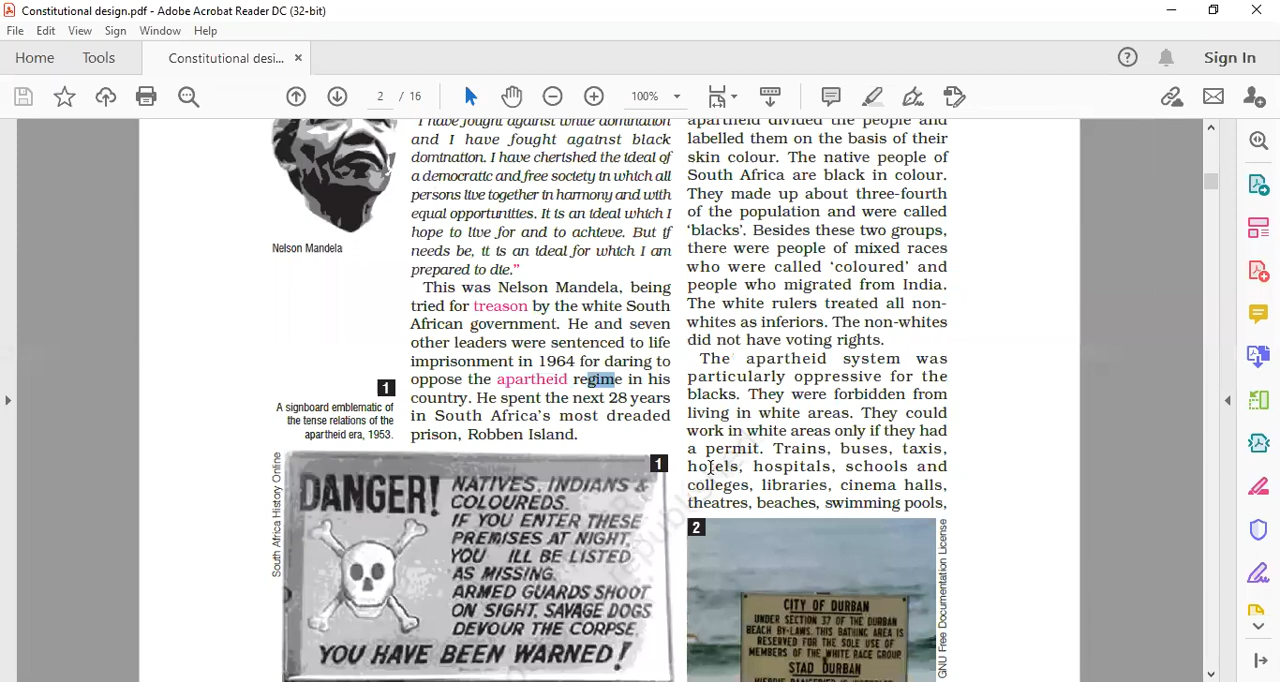 Constitutional design.pdf - Adobe Acrobat Reader DC (32-bit)
File Edit View Sign Window Help
Home Tools Constitutional desi... × Sign In
2 / 16 100%
Nelson Mandela
1
A signboard emblematic of
the tense relations of the
apartheid era, 1953.
"I have fought against white domination
and I have fought against black
domination. I have cherished the ideal of
a democratic and free society in which all
persons live together in harmony and with
equal opportunities. It is an ideal which I
hope to live for and to achieve. But if
needs be, it is an ideal for which I am
prepared to die."
This was Nelson Mandela, being
tried for treason by the white South
African government. He and seven
other leaders were sentenced to life
imprisonment in 1964 for daring to
oppose the apartheid regime in his
country. He spent the next 28 years
in South Africa's most dreaded
prison, Robben Island.
South Africa History Online
1
DANGER!
NATIVES, INDIANS &
COLOUREDS.
IF YOU ENTER THESE
PREMISES AT NIGHT,
YOU ILL BE LISTED
AS MISSING.
ARMED GUARDS SHOOT
ON SIGHT. SAVAGE DOGS
DEVOUR THE CORPSE.
YOU HAVE BEEN WARNED!
apartheid divided the people and
labelled them on the basis of their
skin colour. The native people of
South Africa are black in colour.
They made up about three-fourth
of the population and were called
'blacks'. Besides these two groups,
there were people of mixed races
who were called 'coloured' and
people who migrated from India.
The white rulers treated all non-
whites as inferiors. The non-whites
did not have voting rights.
The apartheid system was
particularly oppressive for the
blacks. They were forbidden from
living in white areas. They could
work in white areas only if they had
a permit. Trains, buses, taxis,
hotels, hospitals, schools and
colleges, libraries, cinema halls,
theatres, beaches, swimming pools,
2
CITY OF DURBAN
UNDER SECTION 37 OF THE DURBAN
BEACH BY-LAWS. THIS BATHING AREA IS
RESERVED FOR THE SOLE USE OF
MEMBERS OF THE WHITE RACE GROUP.
STAD DURBAN
GNU Free Documentation License